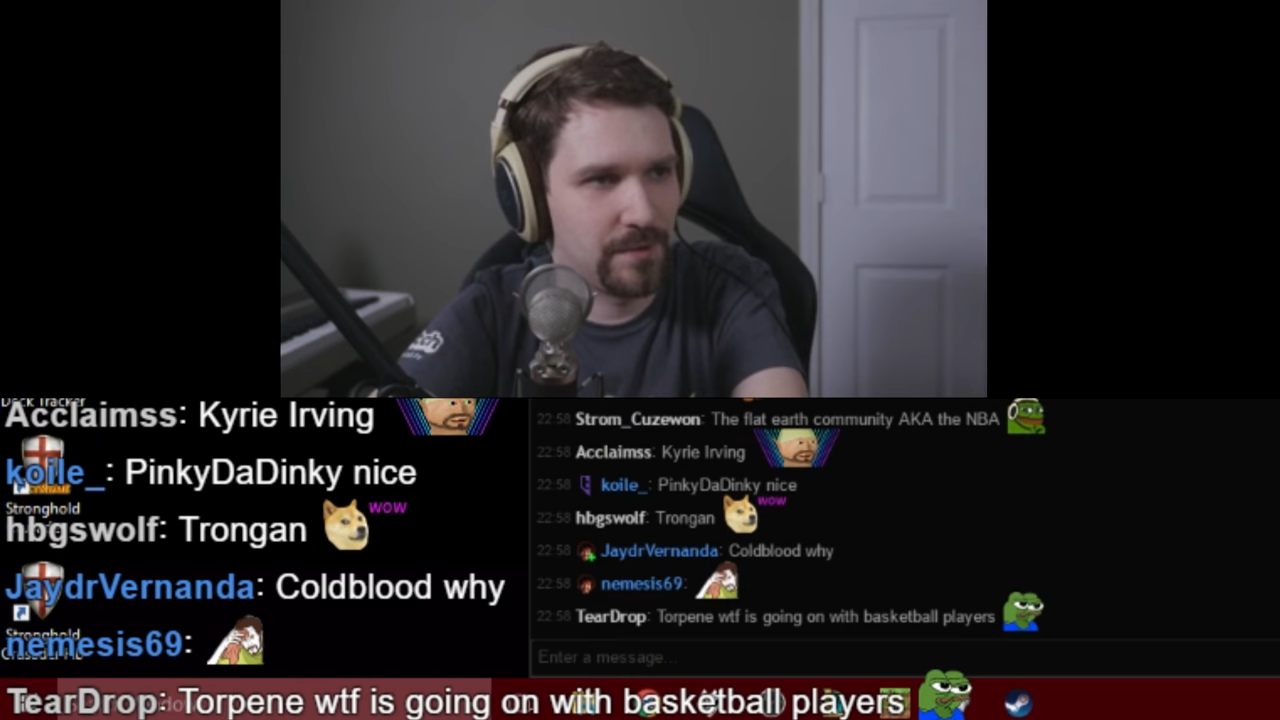 Deck Tracker
Acclaimss: Kyrie Irving
koile_: PinkyDaDinky nice
Stronghold
hbgswolf: Trongan wow
JaydrVernanda: Coldblood why
Stronghold
nemesis69:
TearDrop: Torpene wtf is going on with basketball players
22:58 Strom_Cuzewon: The flat earth community AKA the NBA
22:58 Acclaimss: Kyrie Irving
22:58 koile_: PinkyDaDinky nice
22:58 hbgswolf: Trongan wow
22:58 JaydrVernanda: Coldblood why
22:58 nemesis69:
22:58 TearDrop: Torpene wtf is going on with basketball players
Enter a message...